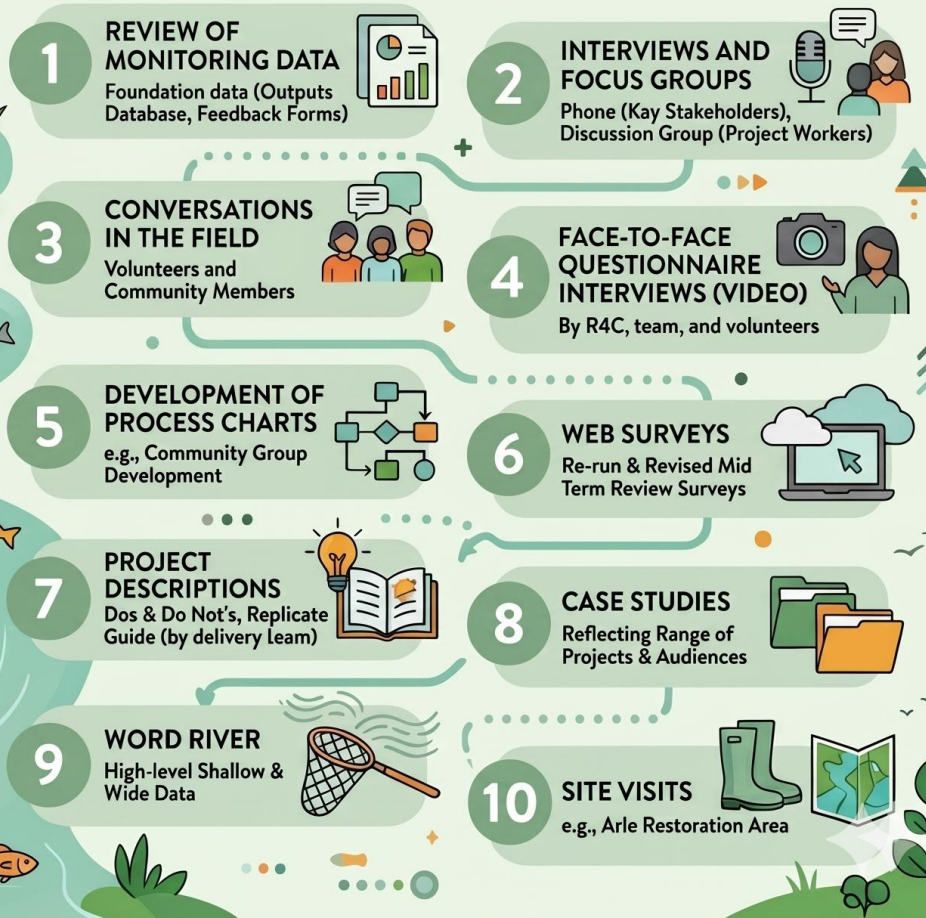 1
REVIEW OF
MONITORING DATA
Foundation data (Outputs
Database, Feedback Forms)
2
INTERVIEWS AND
FOCUS GROUPS
Phone (Kay Stakeholders),
Discussion Group (Project Workers)
3
CONVERSATIONS
IN THE FIELD
Volunteers and
Community Members
4
FACE-TO-FACE
QUESTIONNAIRE
INTERVIEWS (VIDEO)
By R4C, team, and volunteers
5
DEVELOPMENT OF
PROCESS CHARTS
e.g., Community Group
Development
6
WEB SURVEYS
Re-run & Revised Mid
Term Review Surveys
7
PROJECT
DESCRIPTIONS
Dos & Do Not's, Replicate
Guide (by delivery leam)
8
CASE STUDIES
Reflecting Range of
Projects & Audiences
9
WORD RIVER
High-level Shallow &
Wide Data
10
SITE VISITS
e.g., Arle Restoration Area